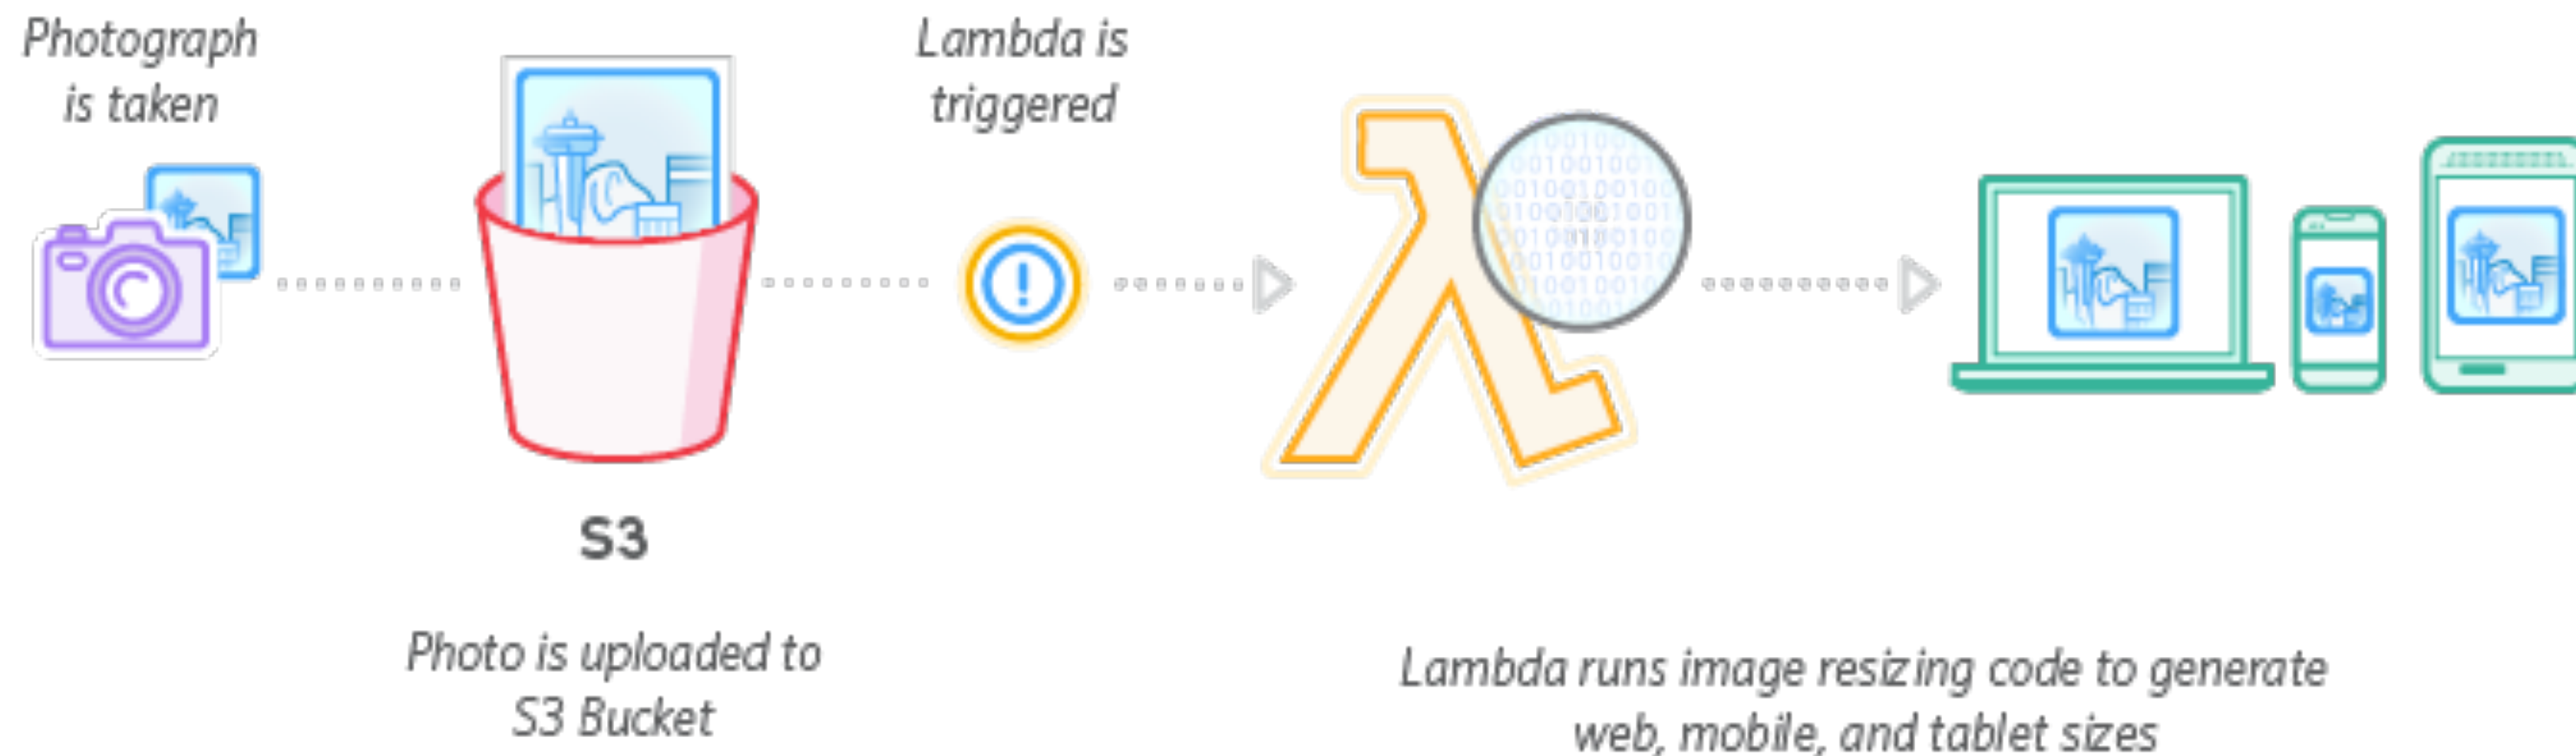 Photograph
is taken
Lambda is
triggered
S3
Photo is uploaded to
S3 Bucket
Lambda runs image resizing code to generate
web, mobile, and tablet sizes